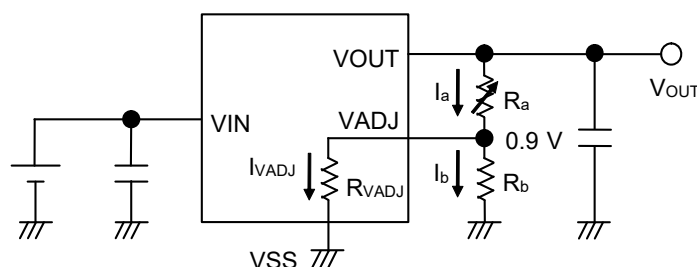 VOUT
Ia
Ra
VOUT
VIN
VADJ
0.9 V
IVADJ
RVADJ
Ib
Rb
VSS